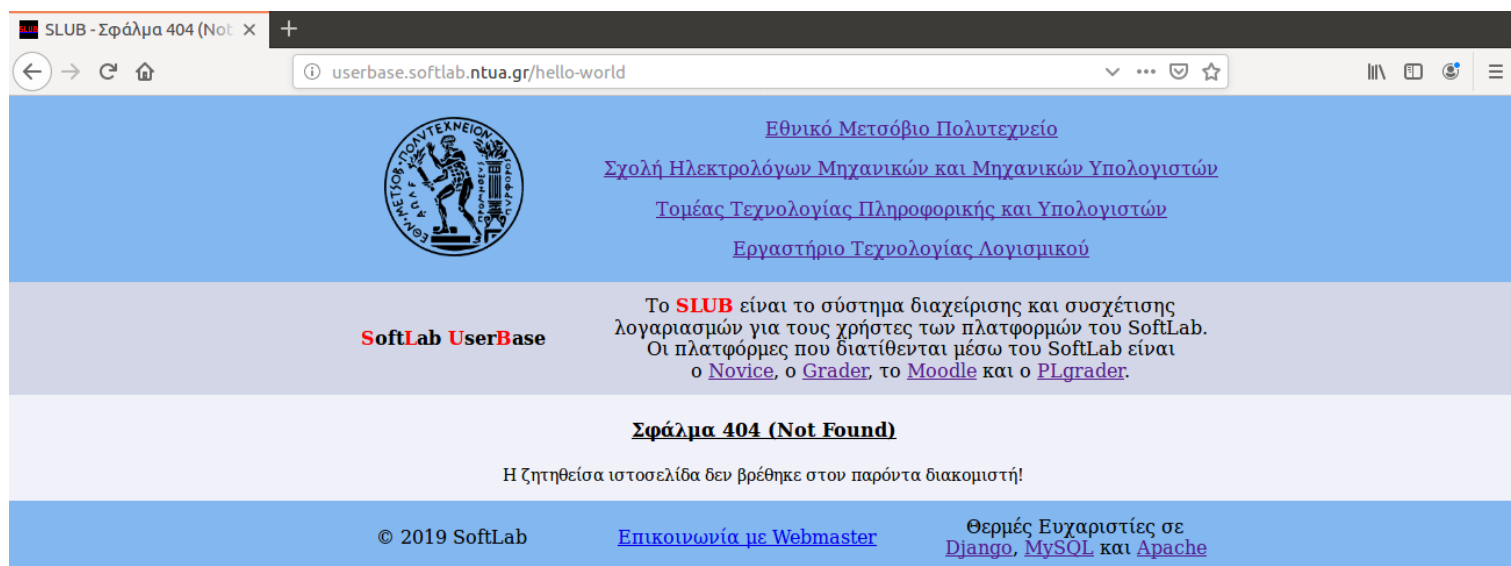 SLUB - Σφάλμα 404 (Not
userbase.softlab.ntua.gr/hello-world
Εθνικό Μετσόβιο Πολυτεχνείο
Σχολή Ηλεκτρολόγων Μηχανικών και Μηχανικών Υπολογιστών
Τομέας Τεχνολογίας Πληροφορικής και Υπολογιστών
Εργαστήριο Τεχνολογίας Λογισμικού
SoftLab UserBase
Το SLUB είναι το σύστημα διαχείρισης και συσχέτισης
λογαριασμών για τους χρήστες των πλατφορμών του SoftLab.
Οι πλατφόρμες που διατίθενται μέσω του SoftLab είναι
ο Novice, ο Grader, το Moodle και ο PLgrader.
Σφάλμα 404 (Not Found)
Η ζητηθείσα ιστοσελίδα δεν βρέθηκε στον παρόντα διακομιστή!
© 2019 SoftLab
Επικοινωνία με Webmaster
Θερμές Ευχαριστίες σε
Django, MySQL και Apache